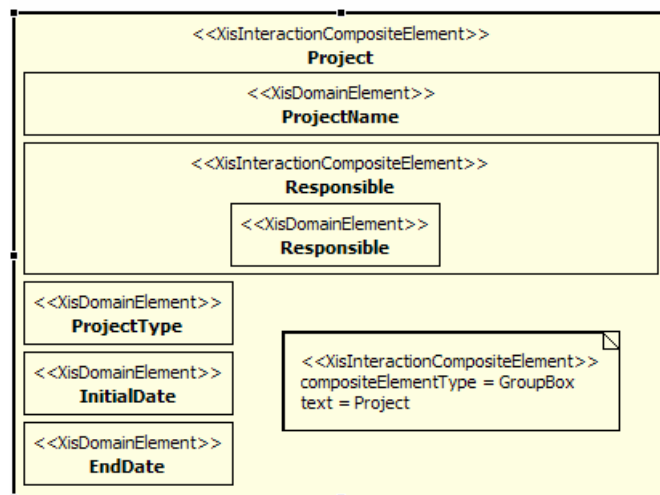 <<XisInteractionCompositeElement>>
Project
<<XisDomainElement>>
ProjectName
<<XisInteractionCompositeElement>>
Responsible
<<XisDomainElement>>
Responsible
<<XisDomainElement>>
ProjectType
<<XisDomainElement>>
InitialDate
<<XisDomainElement>>
EndDate
<<XisInteractionCompositeElement>>
compositeElementType = GroupBox
text = Project